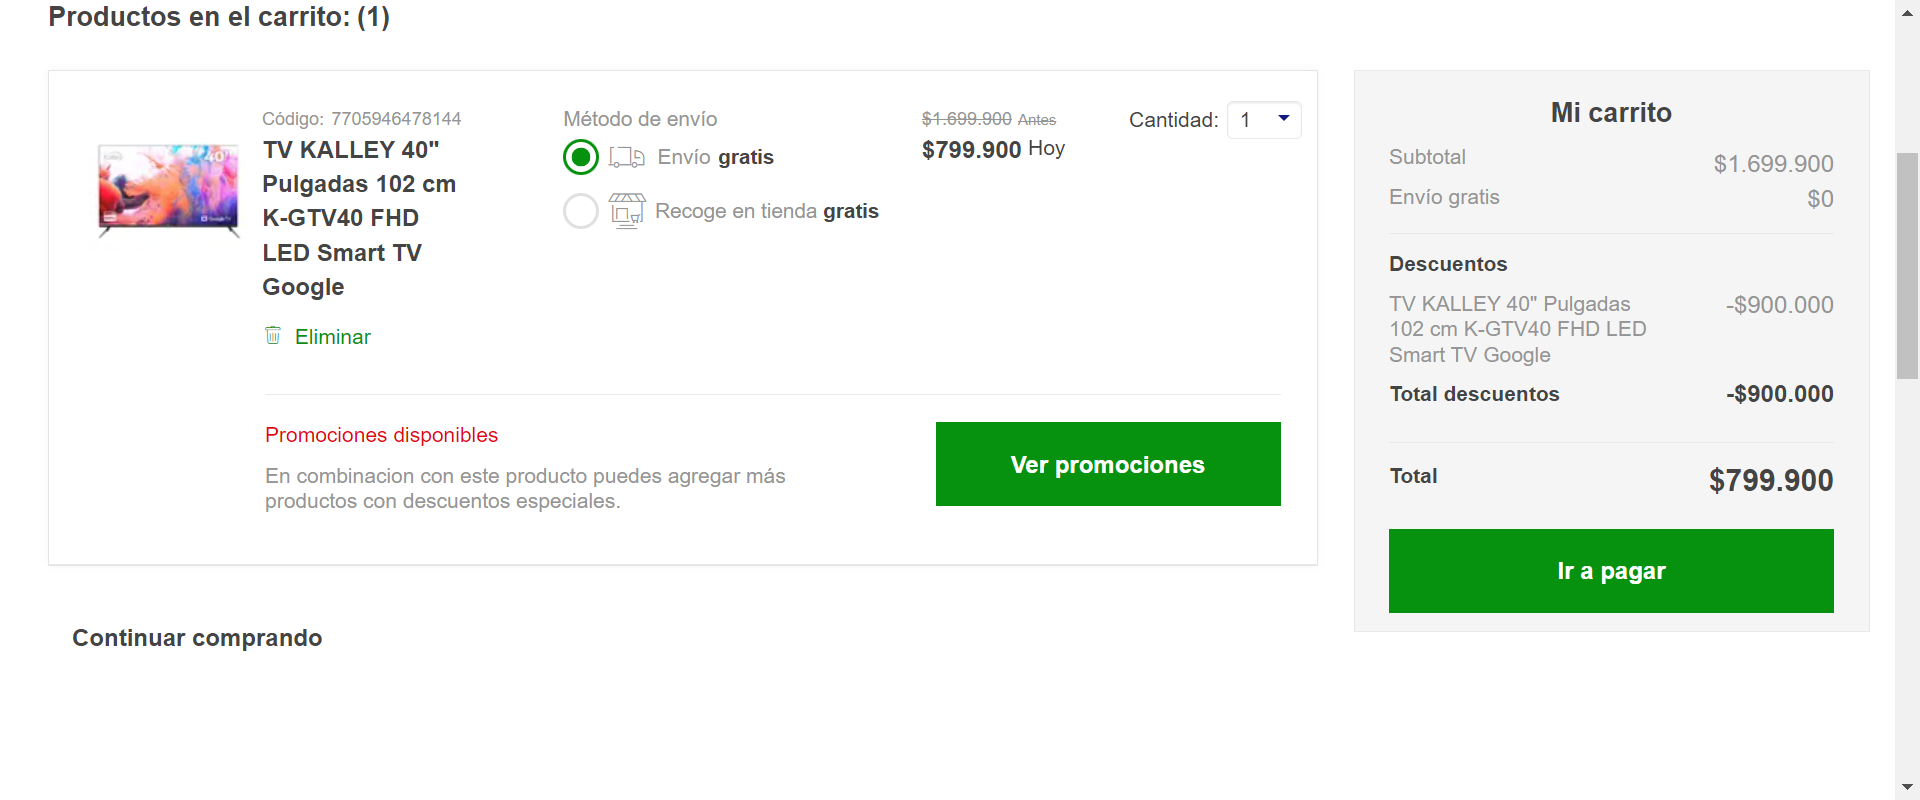 Productos en el carrito: (1)
Código: 7705946478144
TV KALLEY 40" 
Pulgadas 102 cm
K-GTV40 FHD
LED Smart TV
Google
Eliminar
Método de envío
Envío gratis
Recoge en tienda gratis
$1.699.900 Antes
$799.900 Hoy
Cantidad: 1
Promociones disponibles
En combinacion con este producto puedes agregar más
productos con descuentos especiales.
Ver promociones
Continuar comprando
Mi carrito
Subtotal $1.699.900
Envío gratis $0
Descuentos
TV KALLEY 40" Pulgadas -$900.000
102 cm K-GTV40 FHD LED
Smart TV Google
Total descuentos -$900.000
Total $799.900
Ir a pagar